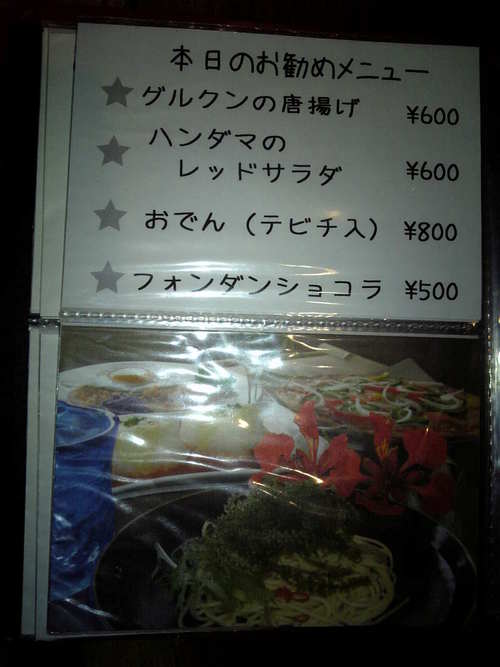 本日のお勧めメニュー
★グルクンの唐揚げ ¥600
★ハンダマの
レッドサラダ ¥600
★おでん（テビチ入） ¥800
★フォンダンショコラ ¥500